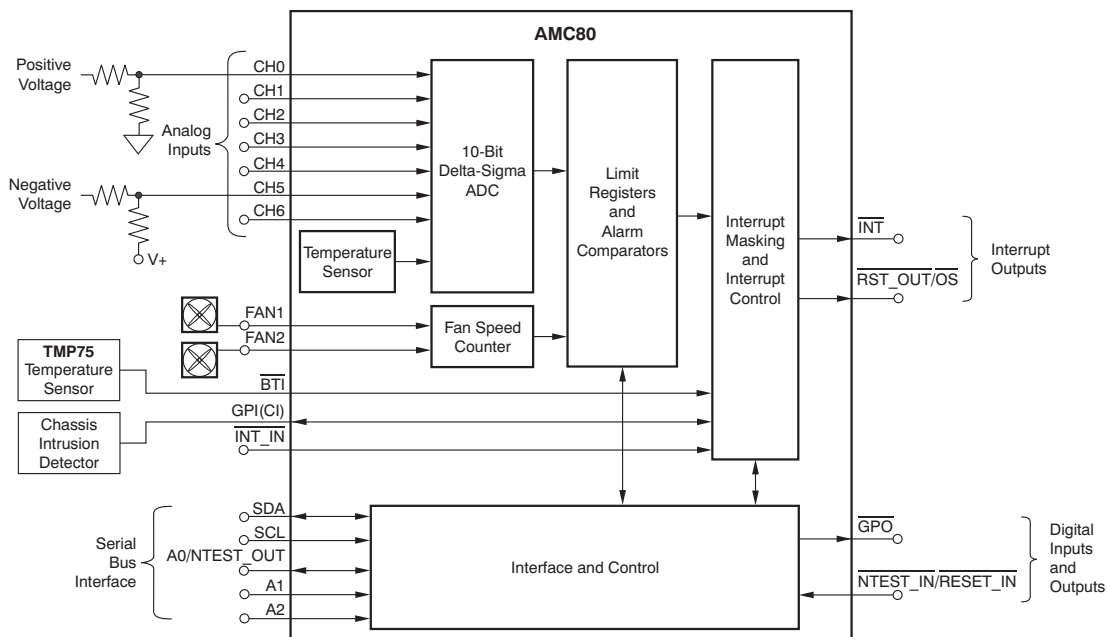 AMC80
Positive
Voltage
Analog
Inputs
Negative
Voltage
V+
CH0
CH1
CH2
CH3
CH4
CH5
CH6
10-Bit
Delta-Sigma
ADC
Temperature
Sensor
Limit
Registers
and
Alarm
Comparators
Interrupt
Masking
and
Interrupt
Control
INT
RST_OUT/OS
Interrupt
Outputs
FAN1
FAN2
Fan Speed
Counter
TMP75
Temperature
Sensor
BTI
Chassis
Intrusion
Detector
GPI(CI)
INT_IN
Serial
Bus
Interface
SDA
SCL
A0/NTEST_OUT
A1
A2
Interface and Control
GPO
NTEST_IN/RESET_IN
Digital
Inputs
and
Outputs